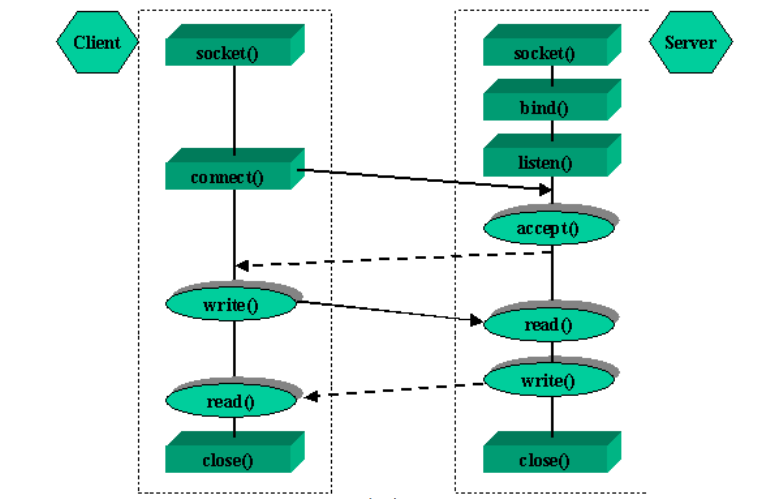 Client
socket()
connect()
write()
read()
close()
Server
socket()
bind()
listen()
accept()
read()
write()
close()